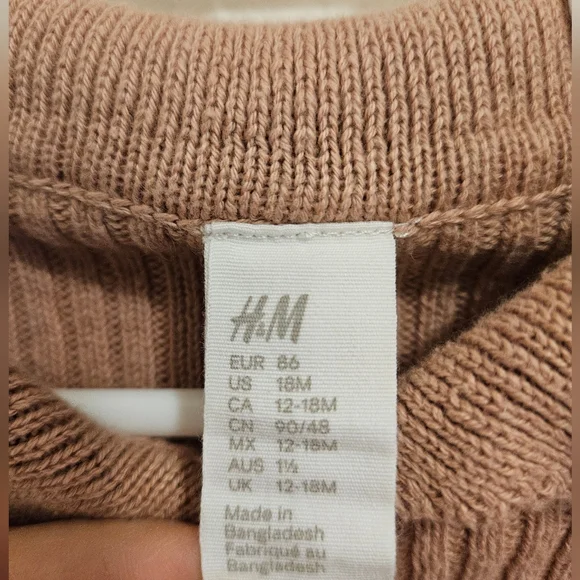 H&M
EUR 86
US 18M
CA 12-18M
CN 90/48
MX 12-18M
AUS 1½
UK 12-18M
Made in
Bangladesh
Fabriqué au
Bangladesh